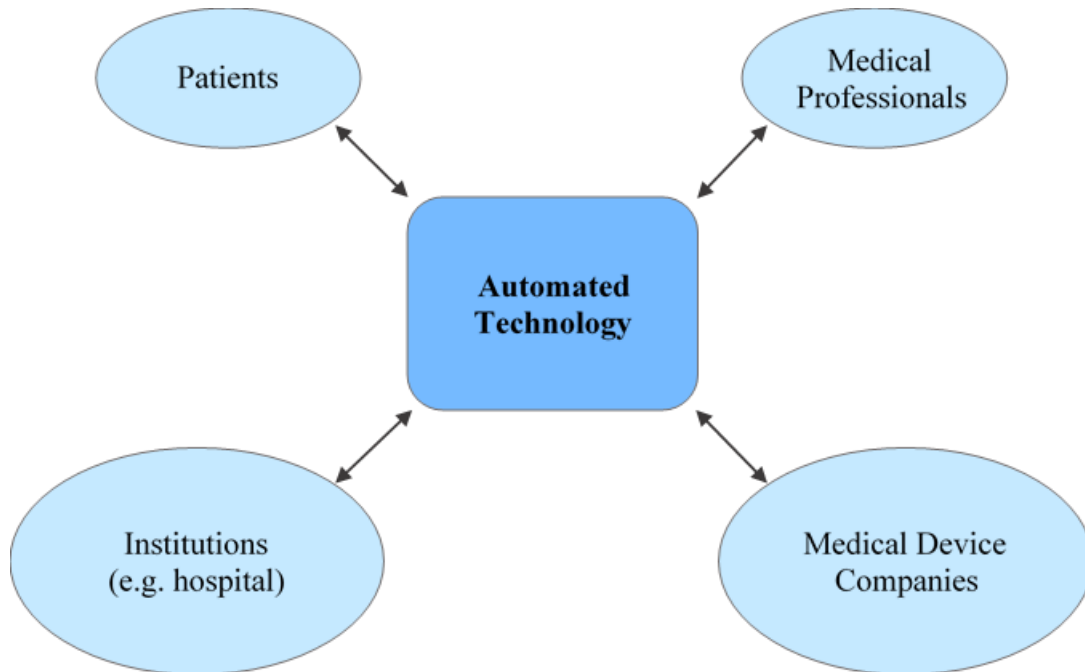 Patients
Medical
Professionals
Automated
Technology
Institutions
(e.g. hospital)
Medical Device
Companies